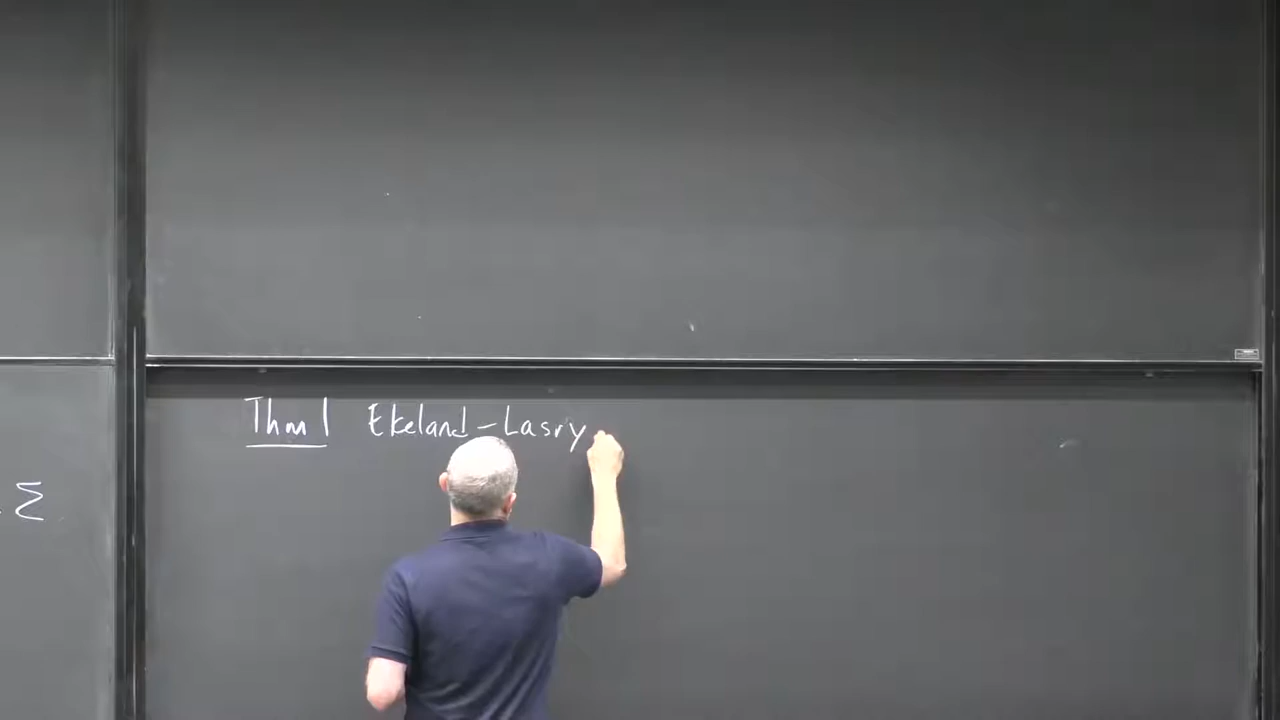 Thm 1 Ekeland - Lasry
Σ